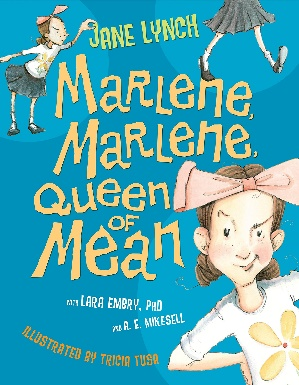 JANE LYNCH
MARLENE,
MARLENE,
QUEEN
OF
MEAN
WITH LARA EMBRY, PhD
AND A. E. MIKESELL
ILLUSTRATED BY TRICIA TUSA